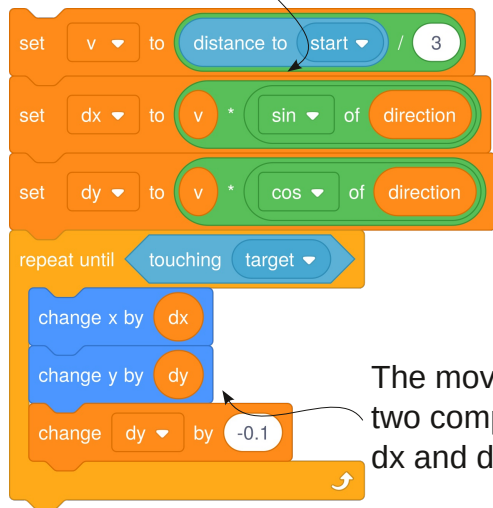 set v to distance to start / 3
set dx to v * sin of direction
set dy to v * cos of direction
repeat until touching target
change x by dx
change y by dy
change dy by -0.1
The mov
two comp
dx and d